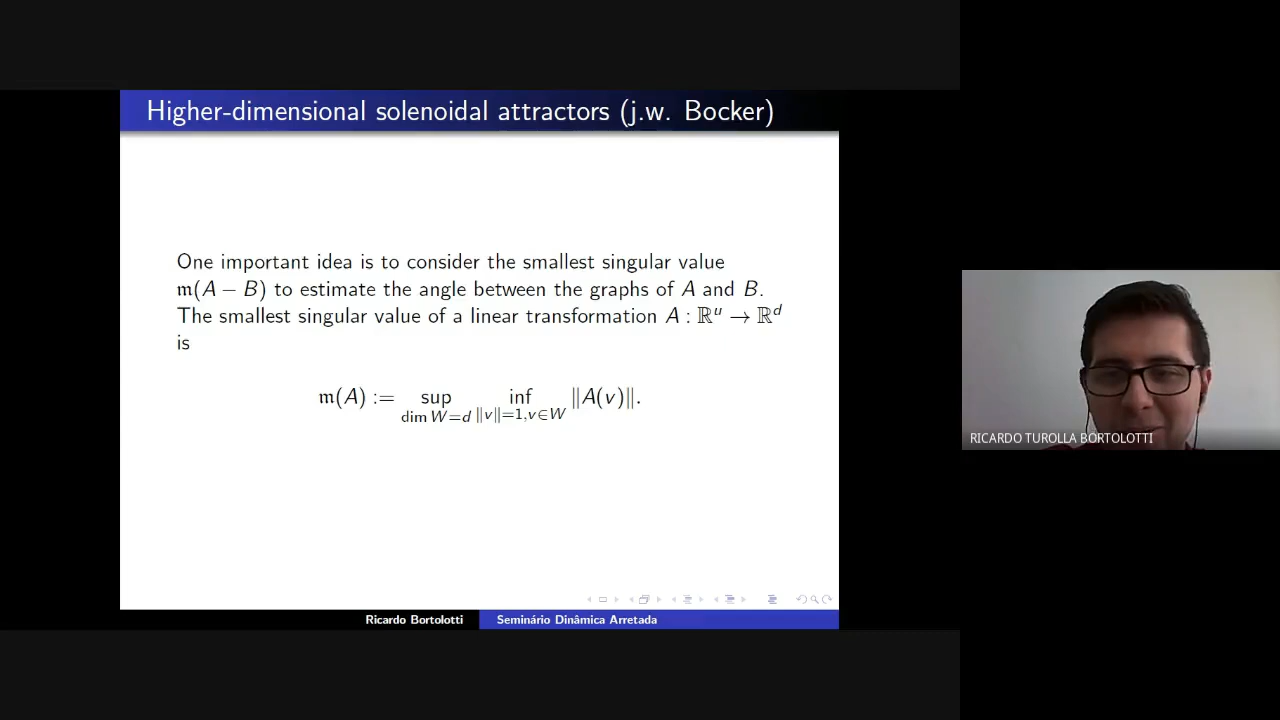 Higher-dimensional solenoidal attractors (j.w. Bocker)
One important idea is to consider the smallest singular value
𝔪(A − B) to estimate the angle between the graphs of A and B.
The smallest singular value of a linear transformation A : ℝᵘ → ℝᵈ
is
𝔪(A) := sup inf ‖A(v)‖.
dim W=d ‖v‖=1,v∈W
RICARDO TUROLLA BORTOLOTTI
Ricardo Bortolotti Seminário Dinâmica Arretada